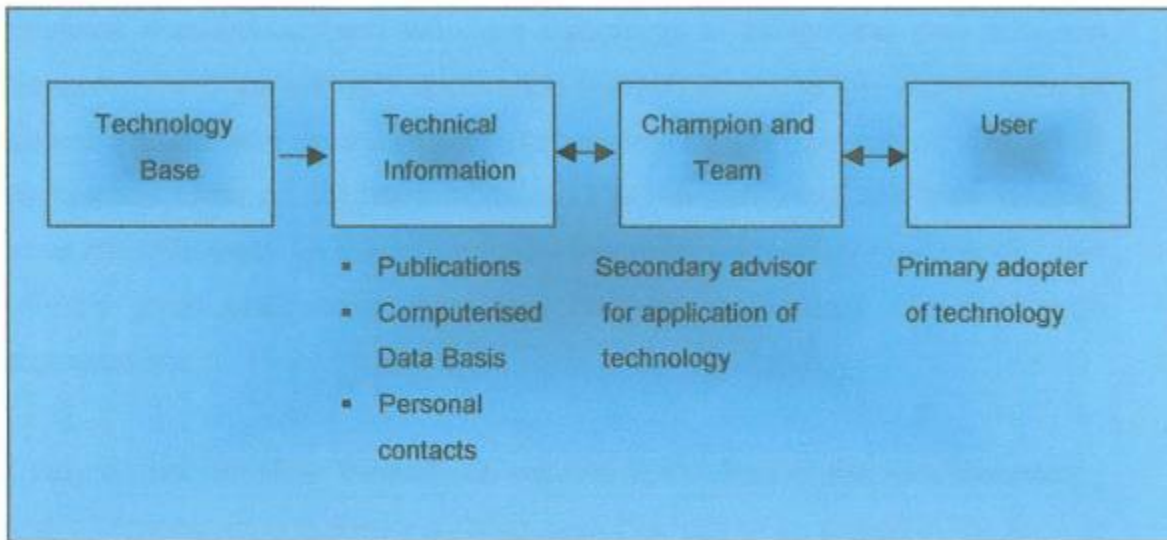 Technology
Base
Technical
Information
Champion and
Team
User
▪ Publications
▪ Computerised
Data Basis
▪ Personal
contacts
Secondary advisor
for application of
technology
Primary adopter
of technology